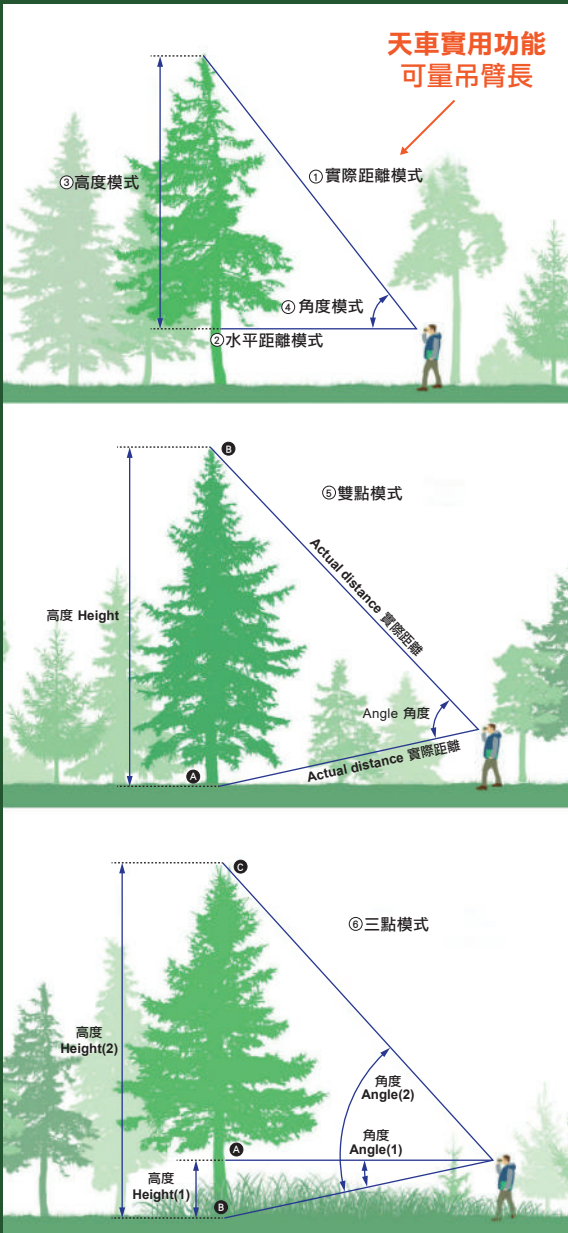 天車實用功能
可量吊臂長
①實際距離模式
③高度模式
④角度模式
②水平距離模式
B
⑤雙點模式
Actual distance 實際距離
高度 Height
Angle 角度
A
Actual distance 實際距離
C
⑥三點模式
高度
Height(2)
角度
Angle(2)
角度
Angle(1)
A
高度
Height(1)
B